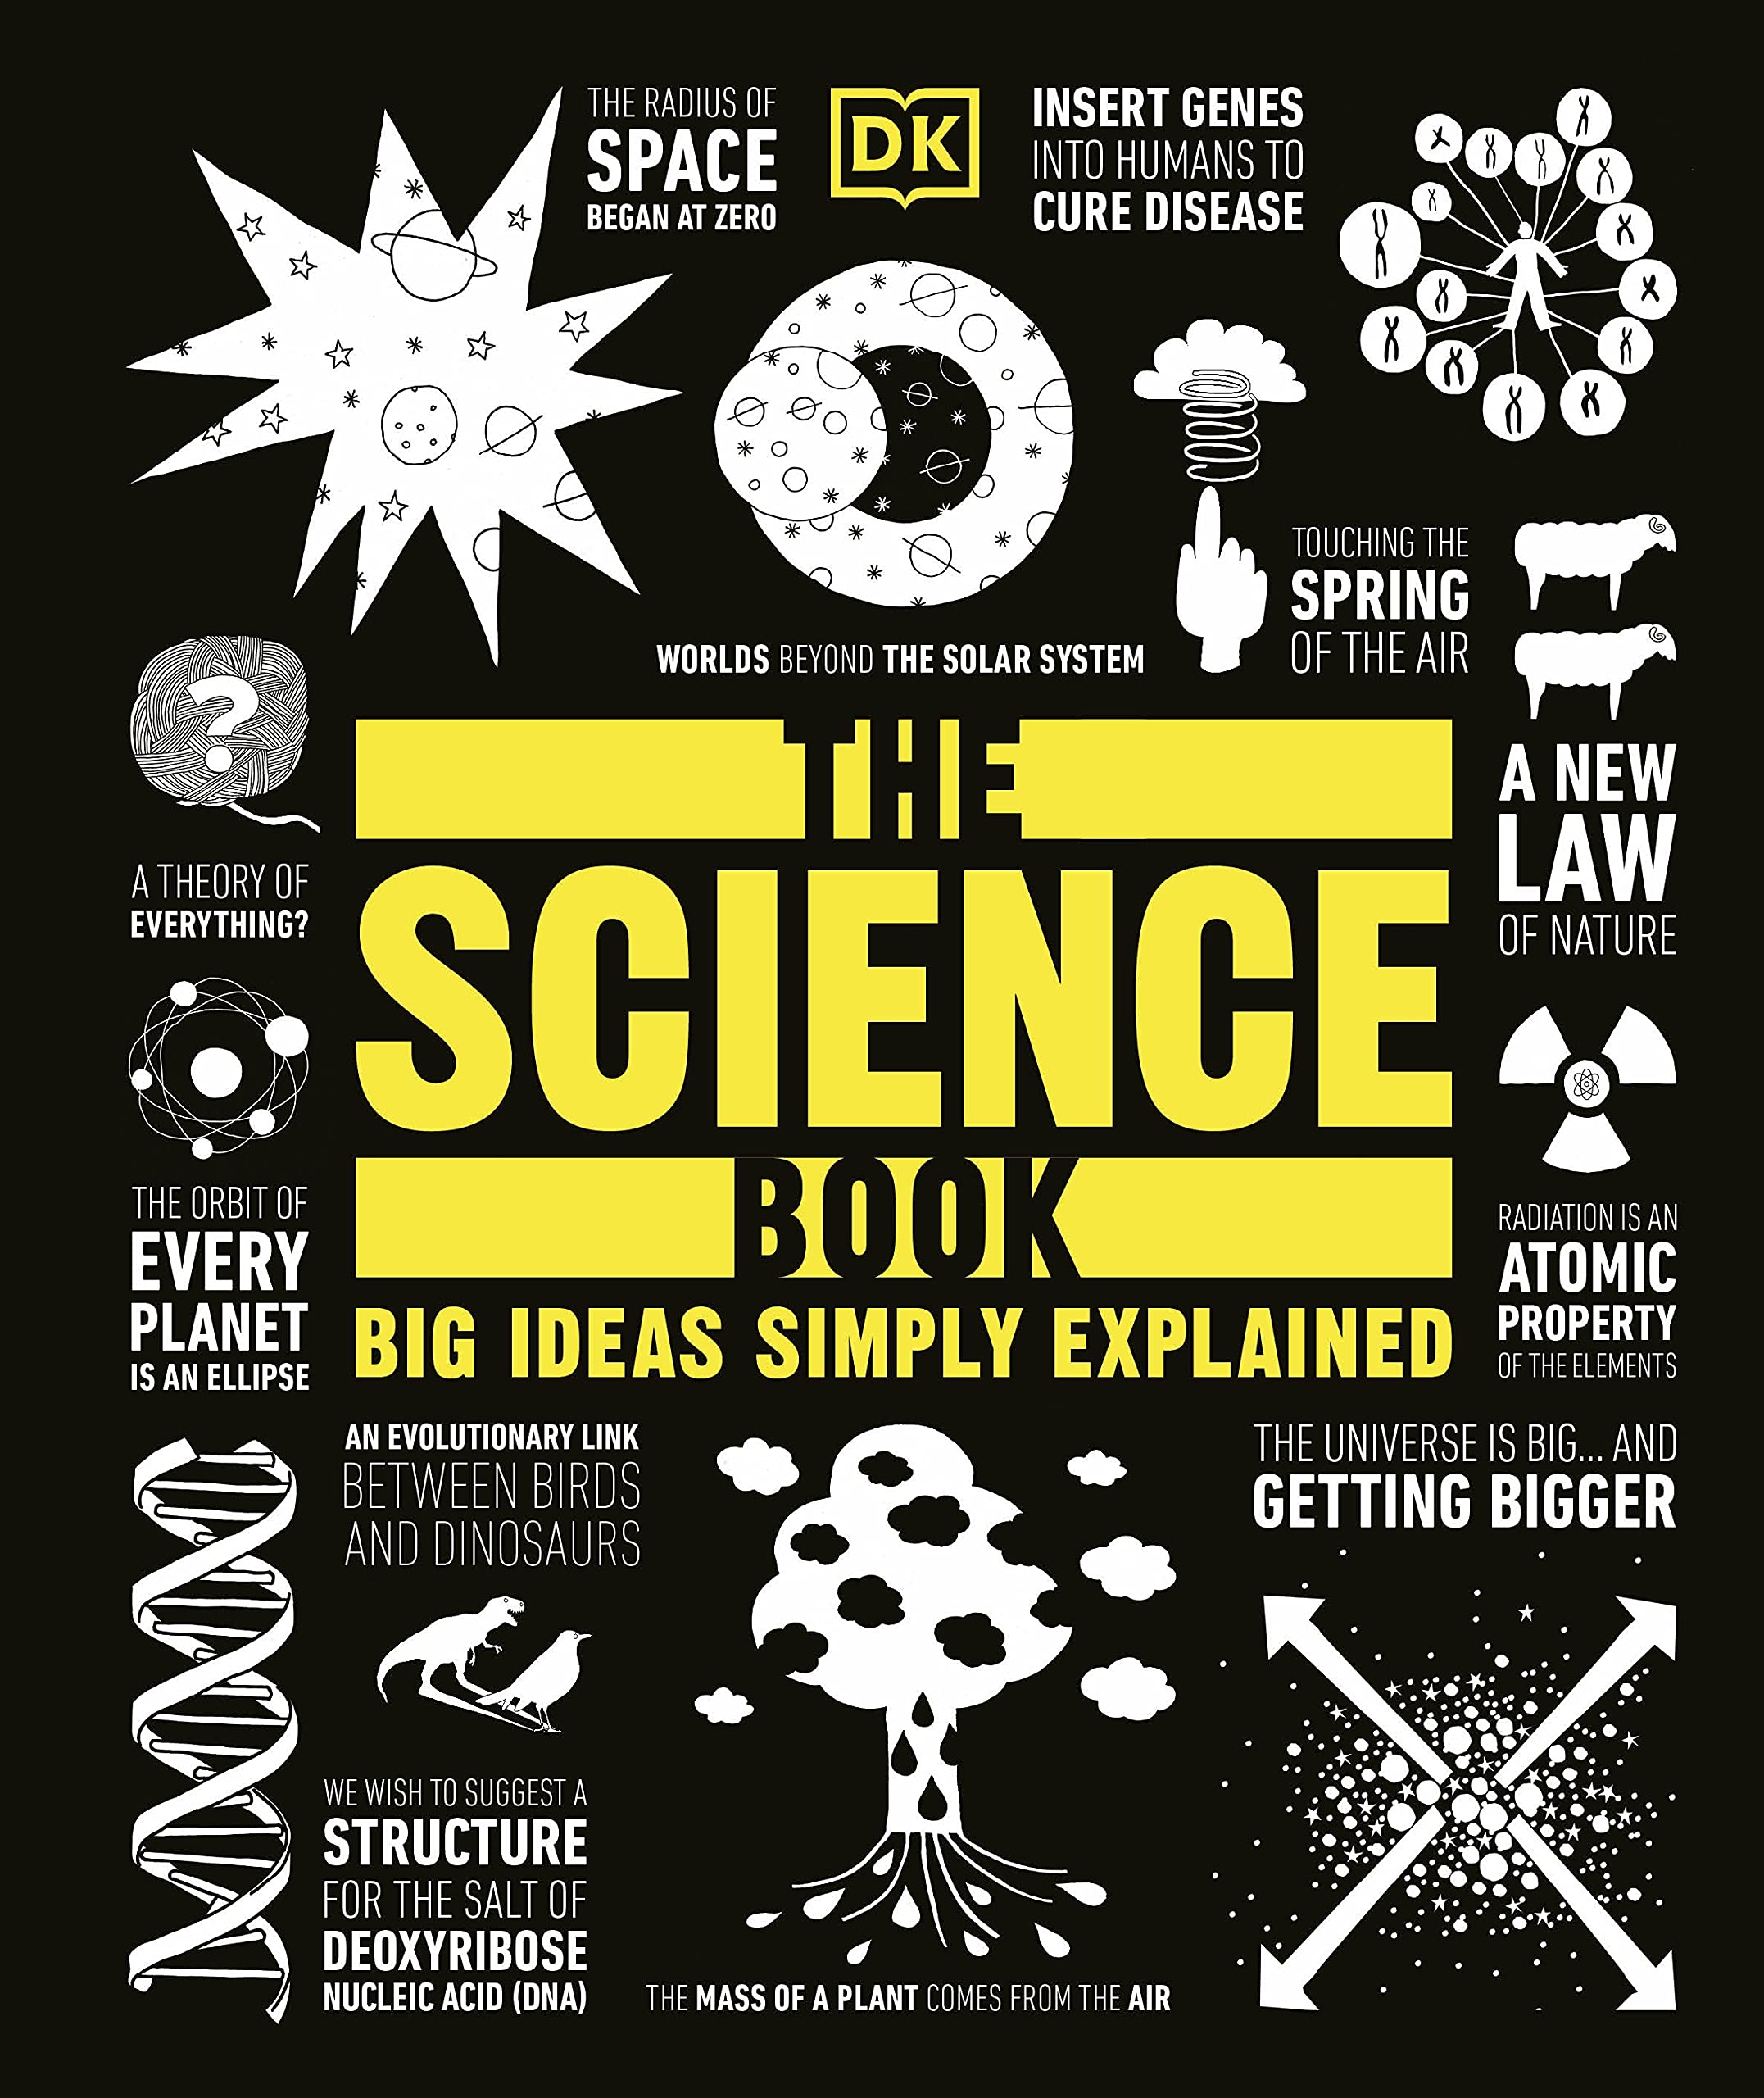 THE RADIUS OF
SPACE
BEGAN AT ZERO
DK
INSERT GENES
INTO HUMANS TO
CURE DISEASE
TOUCHING THE
SPRING
OF THE AIR
WORLDS BEYOND THE SOLAR SYSTEM
?
A THEORY OF
EVERYTHING?
A NEW
LAW
OF NATURE
THE
SCIENCE
BOOK
BIG IDEAS SIMPLY EXPLAINED
THE ORBIT OF
EVERY
PLANET
IS AN ELLIPSE
RADIATION IS AN
ATOMIC
PROPERTY
OF THE ELEMENTS
AN EVOLUTIONARY LINK
BETWEEN BIRDS
AND DINOSAURS
THE UNIVERSE IS BIG... AND
GETTING BIGGER
WE WISH TO SUGGEST A
STRUCTURE
FOR THE SALT OF
DEOXYRIBOSE
NUCLEIC ACID (DNA)
THE MASS OF A PLANT COMES FROM THE AIR